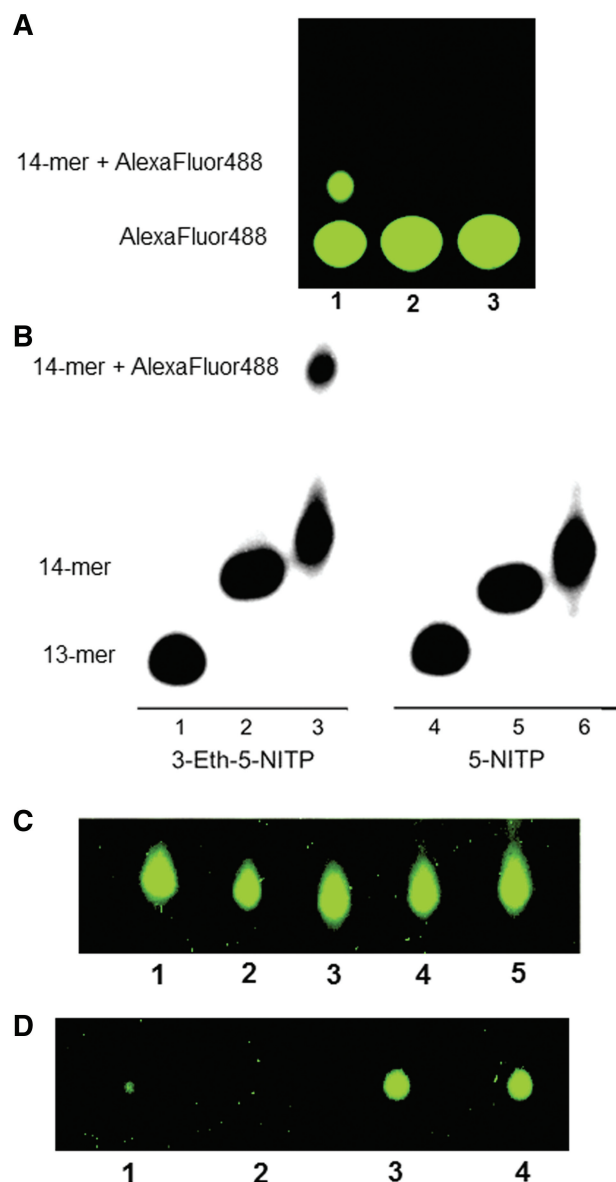 A
14-mer + AlexaFluor488
AlexaFluor488
1 2 3
B
14-mer + AlexaFluor488
14-mer
13-mer
1 2 3 4 5 6
3-Eth-5-NITP 5-NITP
C
1 2 3 4 5
D
1 2 3 4